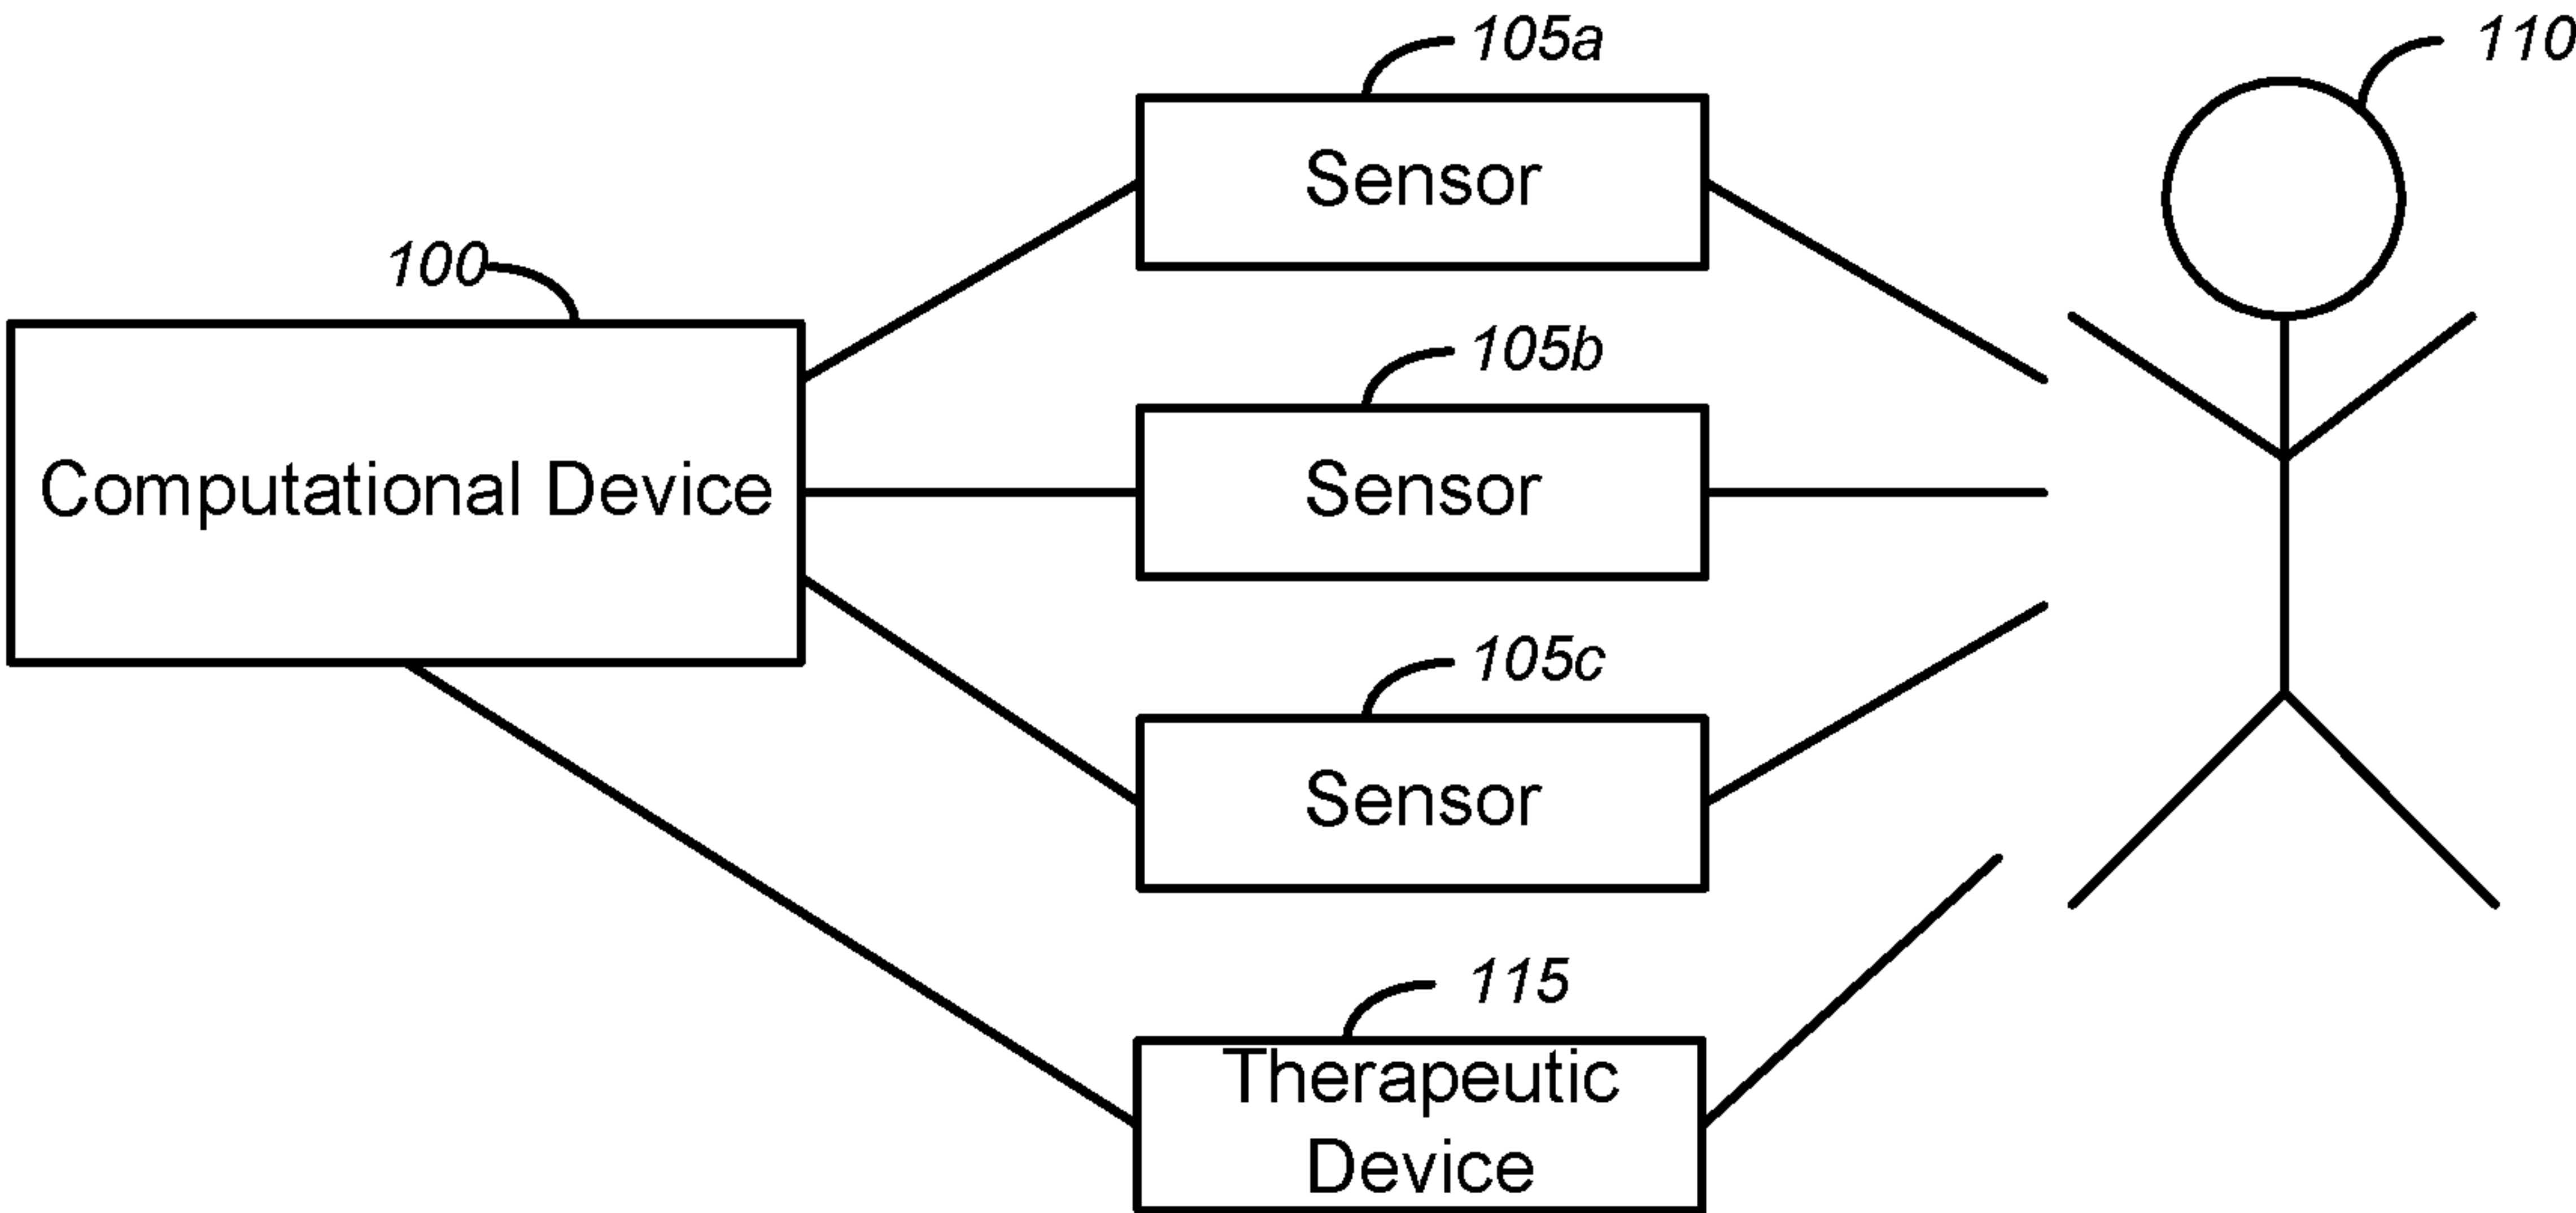 105a
110
Sensor
100
105b
Computational Device
Sensor
105c
Sensor
115
Therapeutic
Device